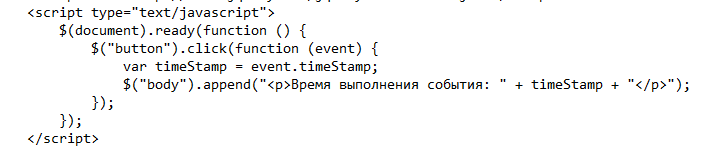 <script type="text/javascript">
    $(document).ready(function () {
        $("button").click(function (event) {
            var timeStamp = event.timeStamp;
            $("body").append("<p>Время выполнения события: " + timeStamp + "</p>");
        });
    });
</script>